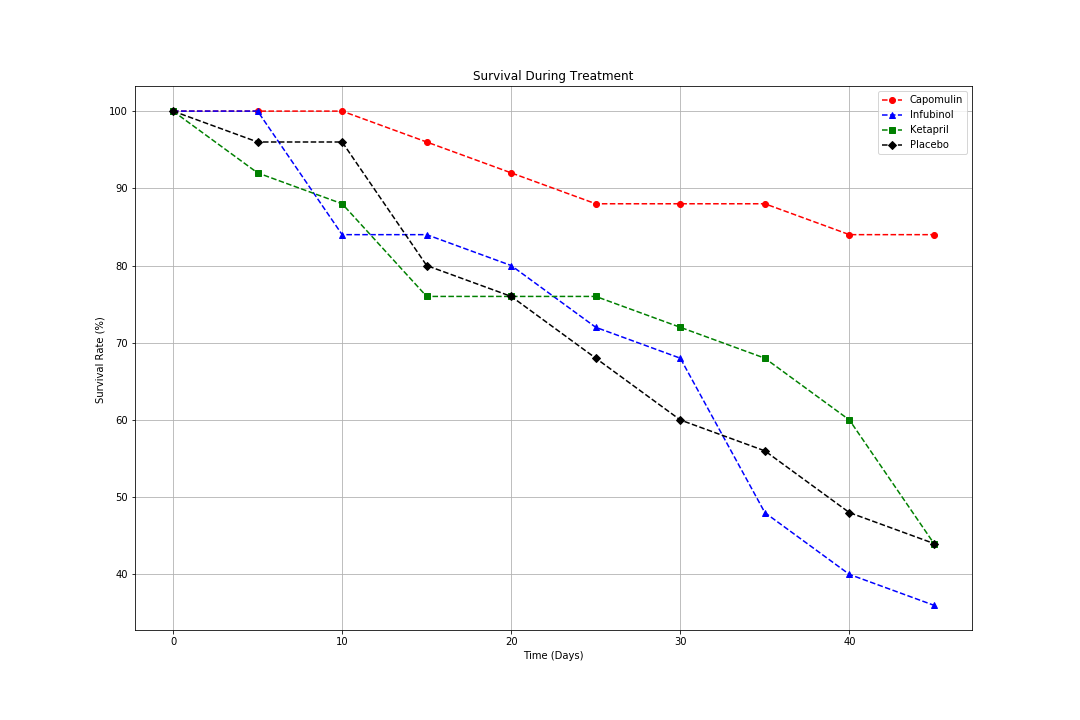 Survival During Treatment
Capomulin
Infubinol
Ketapril
Placebo
Survival Rate (%)
100
90
80
70
60
50
40
0
10
20
30
40
Time (Days)